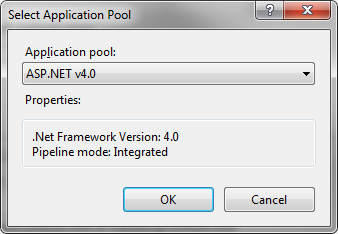 Select Application Pool
Application pool:
ASP.NET v4.0
Properties:
.Net Framework Version: 4.0
Pipeline mode: Integrated
OK
Cancel